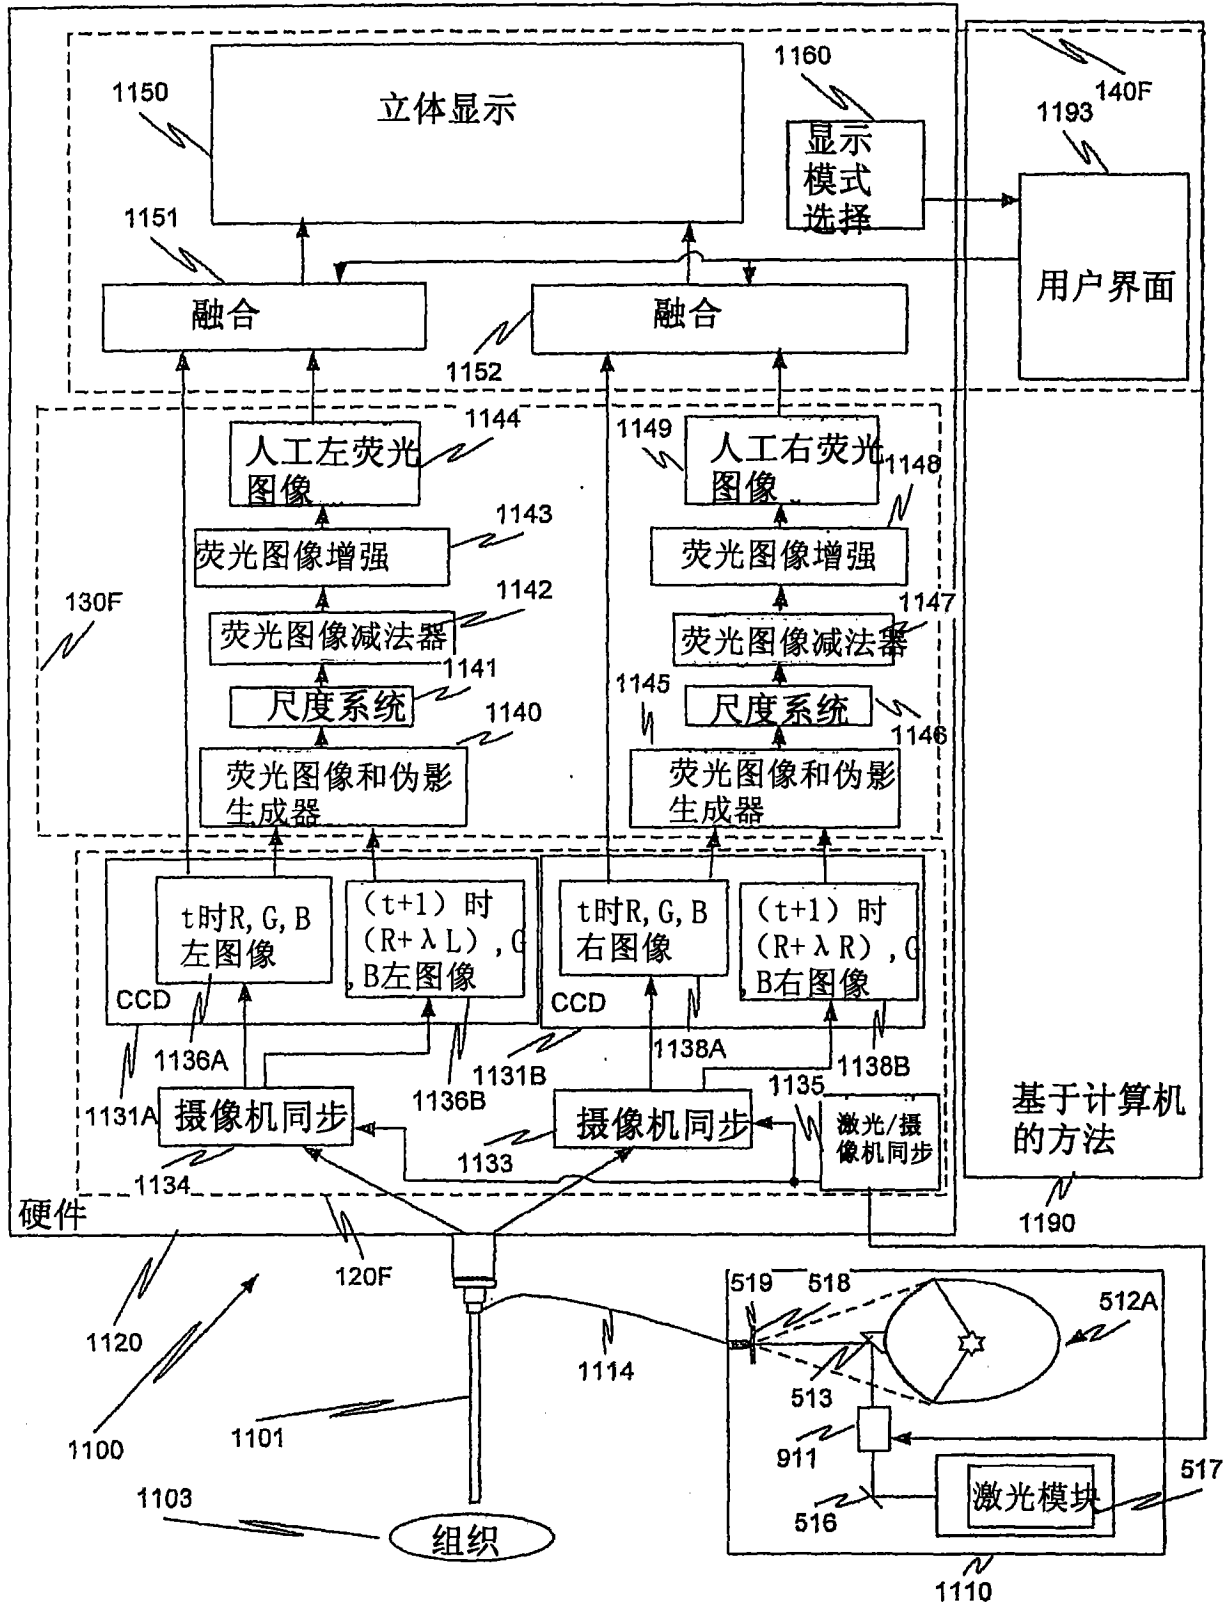 1160
140F
1150
立体显示
显示
模式
选择
1193
1151
用户界面
融合
融合
1152
1144
1149
人工左荧光
图像
人工右荧光
图像
1148
1143
荧光图像增强
荧光图像增强
130F
1142
1147
荧光图像减法器
荧光图像减法器
1141
1145
尺度系统
尺度系统
1140
1146
荧光图像和伪影
生成器
荧光图像和伪影
生成器
t时R,G,B
左图像
(t+1)时
(R+λL),G
,B左图像
t时R,G,B
右图像
(t+1)时
(R+λR),G
,B右图像
CCD
CCD
1136A
1138A
1138B
1131A
1136B
1131B
1135
摄像机同步
摄像机同步
激光/摄
像机同步
基于计算机
的方法
1134
1133
硬件
1190
120F
519
518
512A
1120
1114
513
1100
1101
911
517
激光模块
1103
516
组织
1110